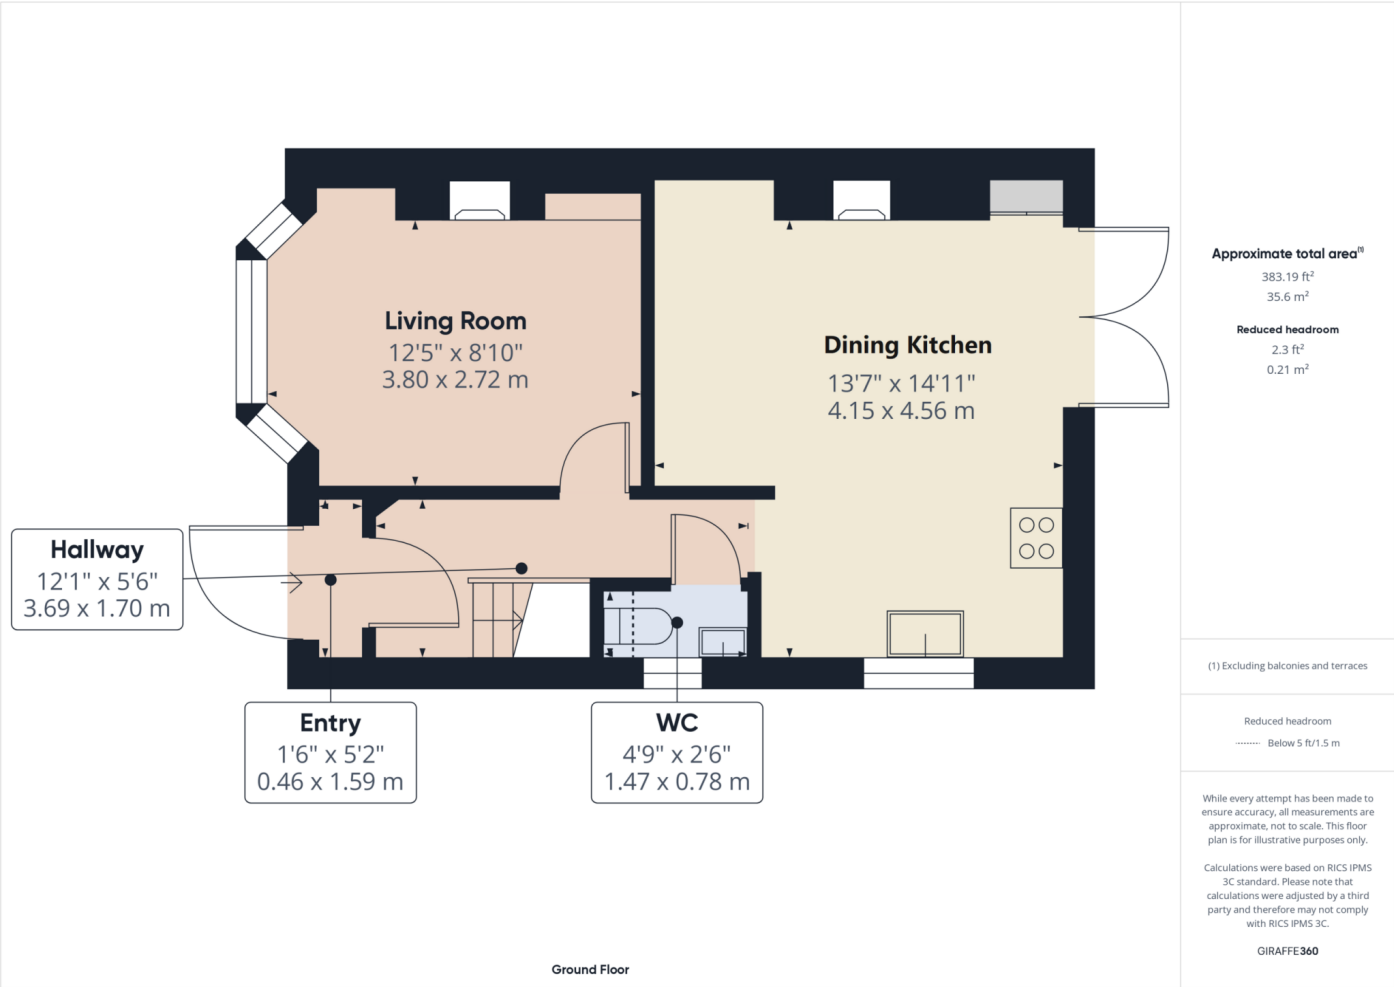 Living Room
12'5" x 8'10"
3.80 x 2.72 m
Dining Kitchen
13'7" x 14'11"
4.15 x 4.56 m
Hallway
12'1" x 5'6"
3.69 x 1.70 m
Entry
1'6" x 5'2"
0.46 x 1.59 m
WC
4'9" x 2'6"
1.47 x 0.78 m
Ground Floor
Approximate total area(1)
383.19 ft²
35.6 m²
Reduced headroom
2.3 ft²
0.21 m²
(1) Excluding balconies and terraces
Reduced headroom
Below 5 ft/1.5 m
While every attempt has been made to
ensure accuracy, all measurements are
approximate, not to scale. This floor
plan is for illustrative purposes only.
Calculations were based on RICS IPMS
3C standard. Please note that
calculations were adjusted by a third
party and therefore may not comply
with RICS IPMS 3C.
GIRAFFE360